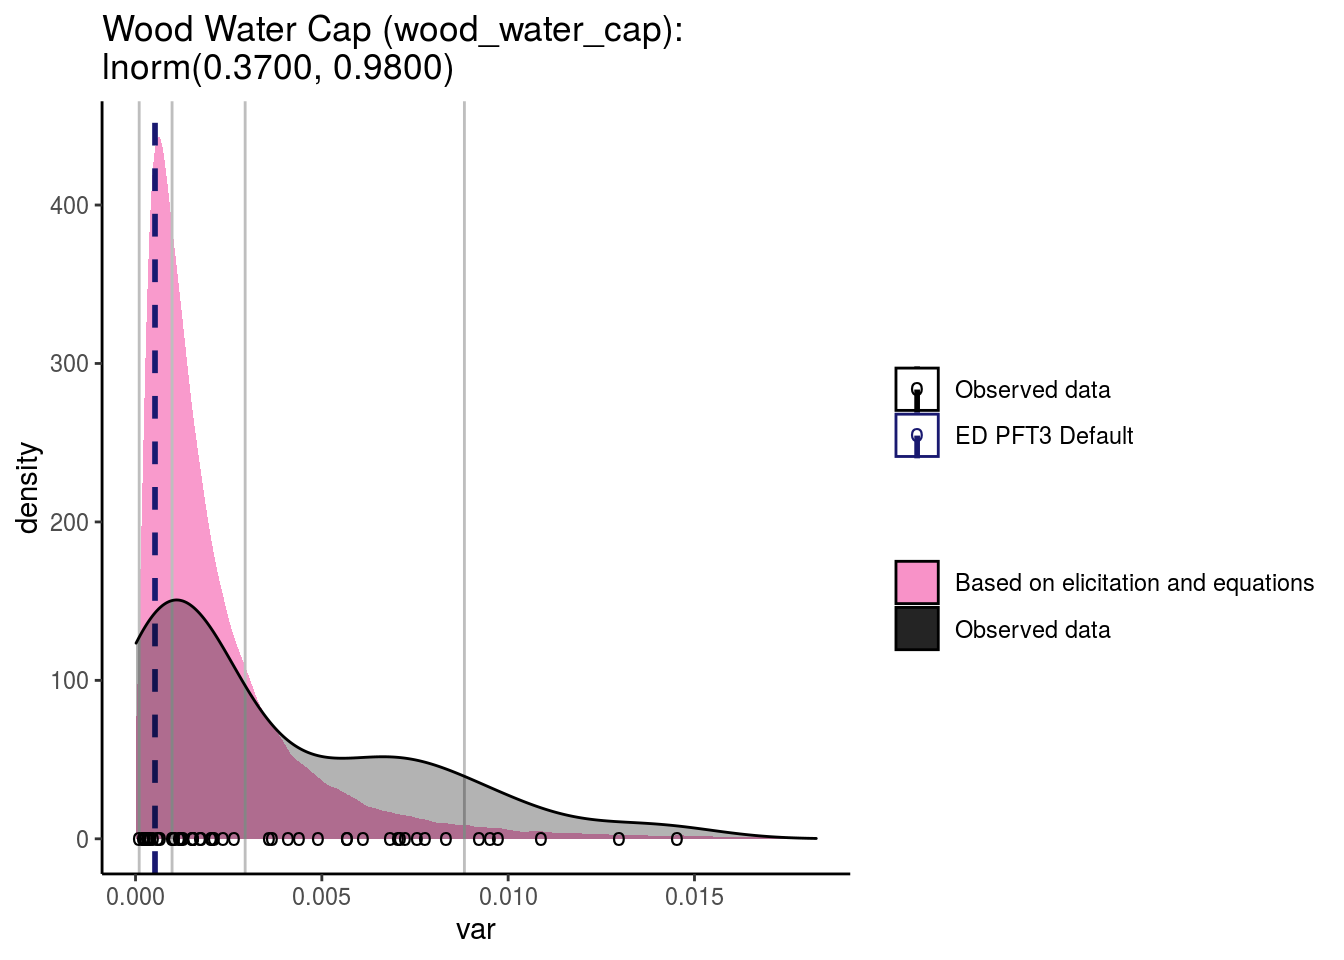 Wood Water Cap (wood_water_cap):
lnorm(0.3700, 0.9800)
density
400
300
200
100
0
0.000
0.005
0.010
0.015
var
Observed data
ED PFT3 Default
Based on elicitation and equations
Observed data